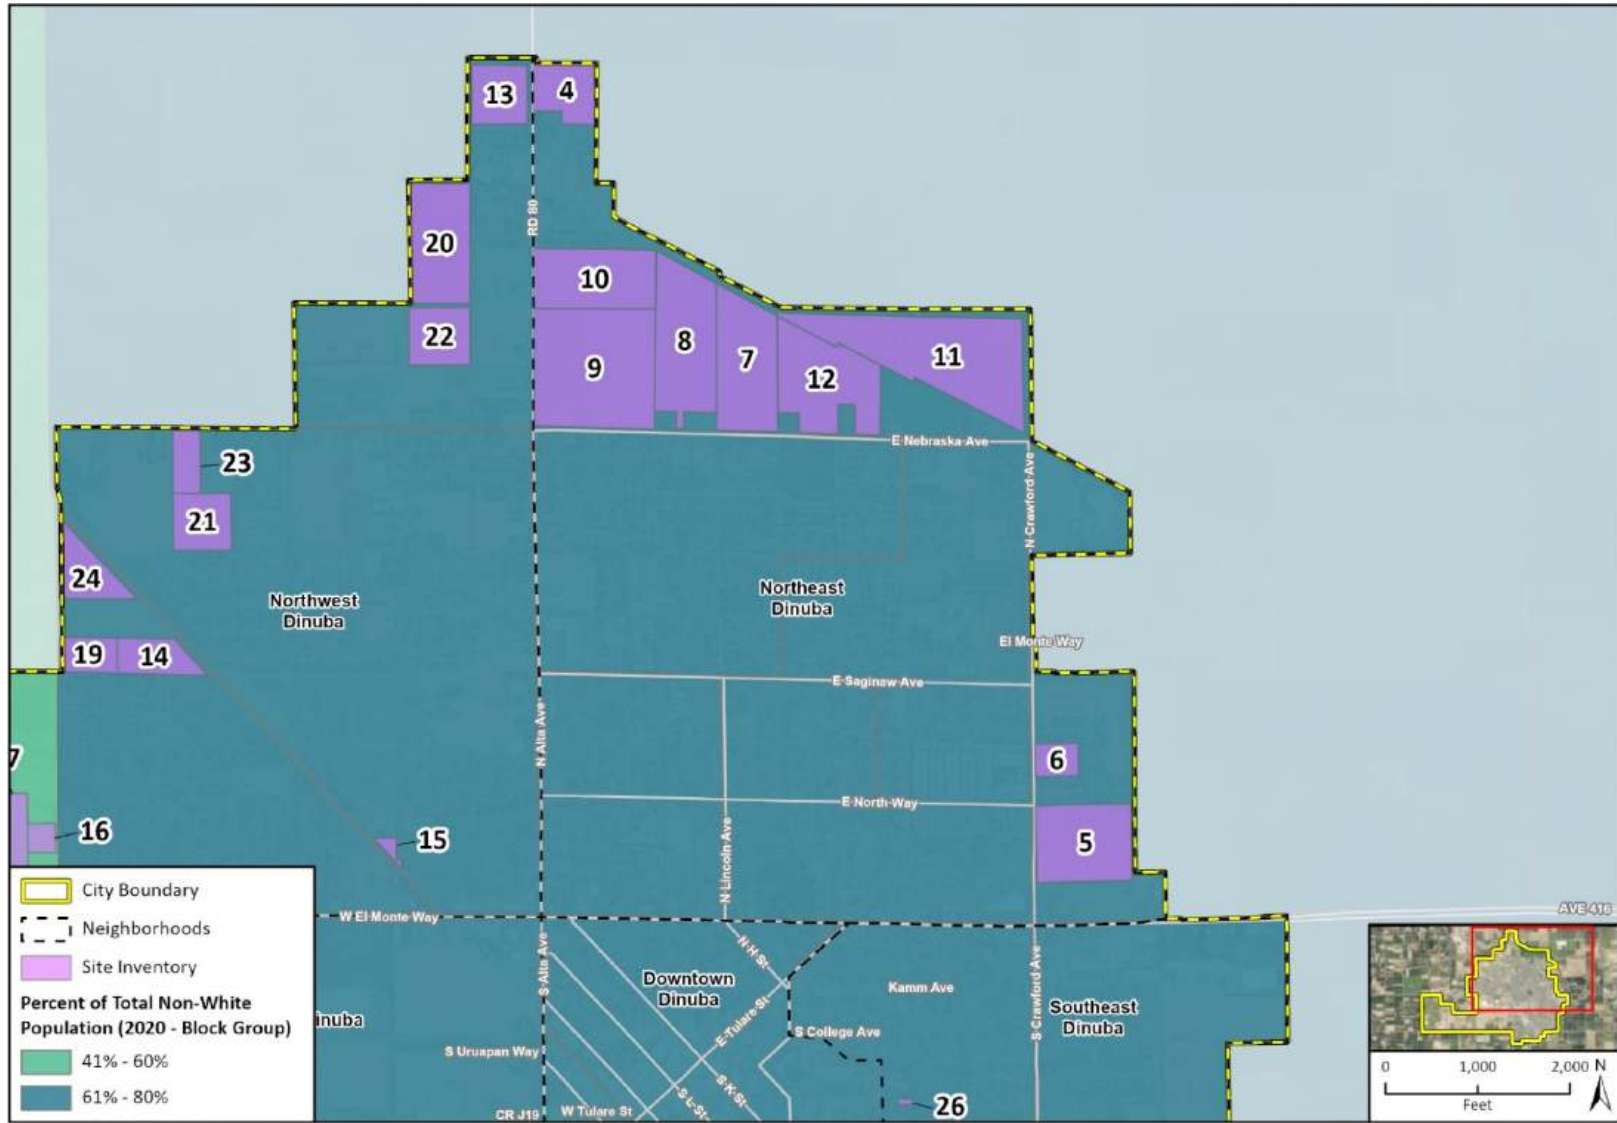 13
4
20
RD 80
10
22
9
8
7
12
11
E Nebraska Ave
23
21
N Crawford Ave
24
Northwest
Dinuba
Northeast
Dinuba
El Monte Way
19
14
E Saginaw Ave
N Alta Ave
7
6
E North Way
16
15
N Lincoln Ave
5
City Boundary
Neighborhoods
Site Inventory
Percent of Total Non-White
Population (2020 - Block Group)
41% - 60%
61% - 80%
W El Monte Way
AVE 416
S Alta Ave
N H St
Downtown
Dinuba
Kamm Ave
S Crawford Ave
Southeast
Dinuba
inuba
E Tulare St
S College Ave
S Uruapan Way
S K St
S L St
CR J19
W Tulare St
26
0 1,000 2,000
Feet
N